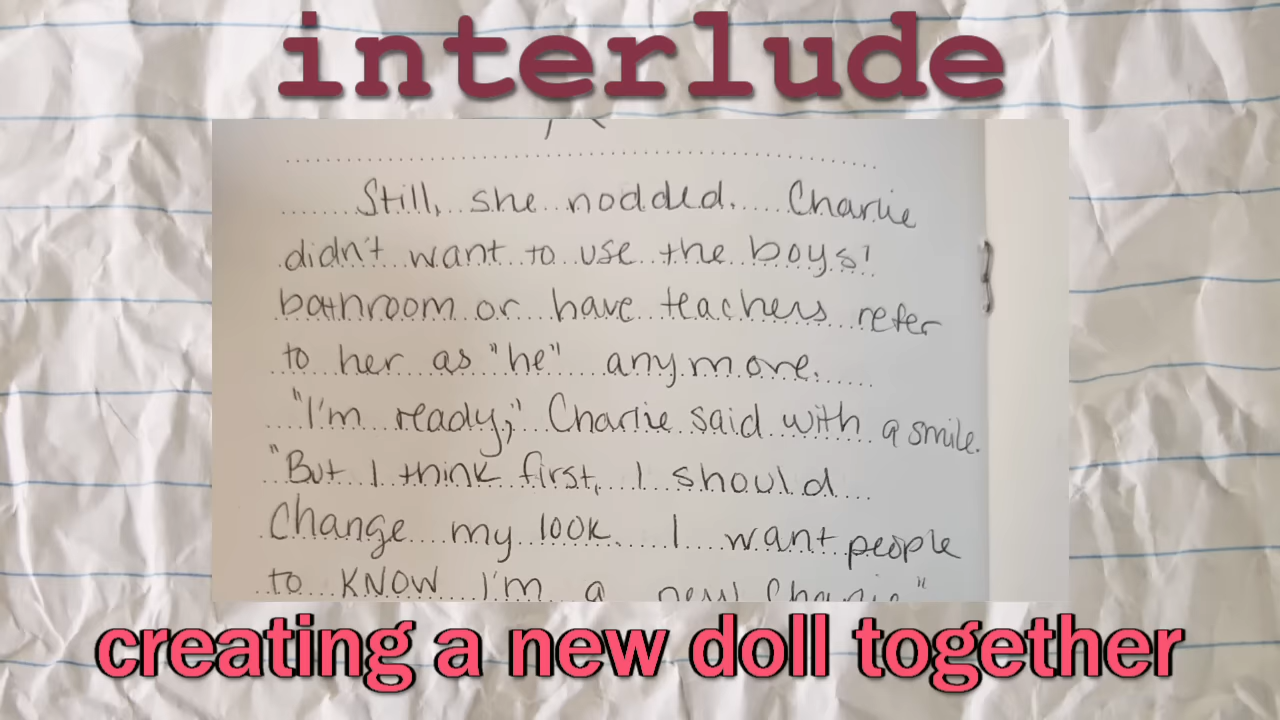 interlude
Still, she nodded. Charlie
didn't want to use the boys'
bathroom or have teachers refer
to her as "he" anymore.
"I'm ready," Charlie said with a smile.
"But I think first, I should
Change my look. I want people
to KNOW I'm a new Charlie"
creating a new doll together